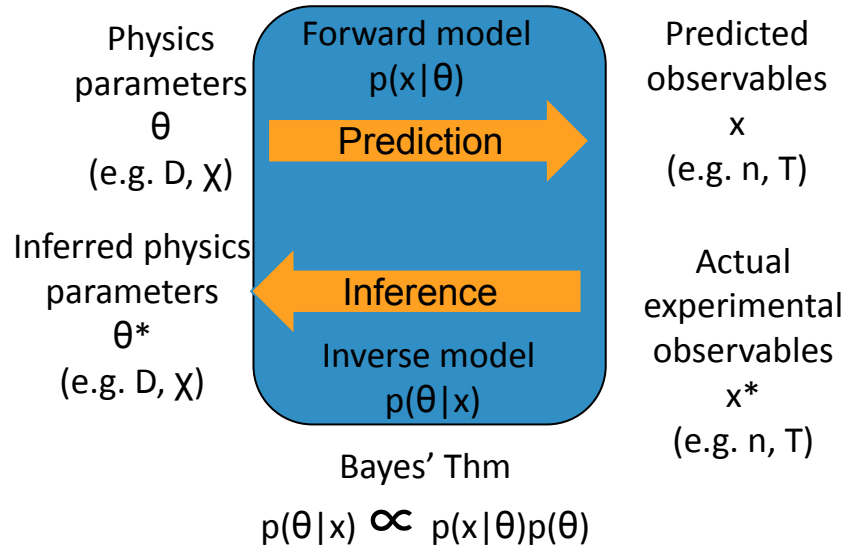 Physics
parameters
θ
(e.g. D, χ)
Forward model
p(x|θ)
Prediction
Predicted
observables
x
(e.g. n, T)
Inferred physics
parameters
θ*
(e.g. D, χ)
Inference
Inverse model
p(θ|x)
Actual
experimental
observables
x*
(e.g. n, T)
Bayes’ Thm
p(θ|x) ∝ p(x|θ)p(θ)